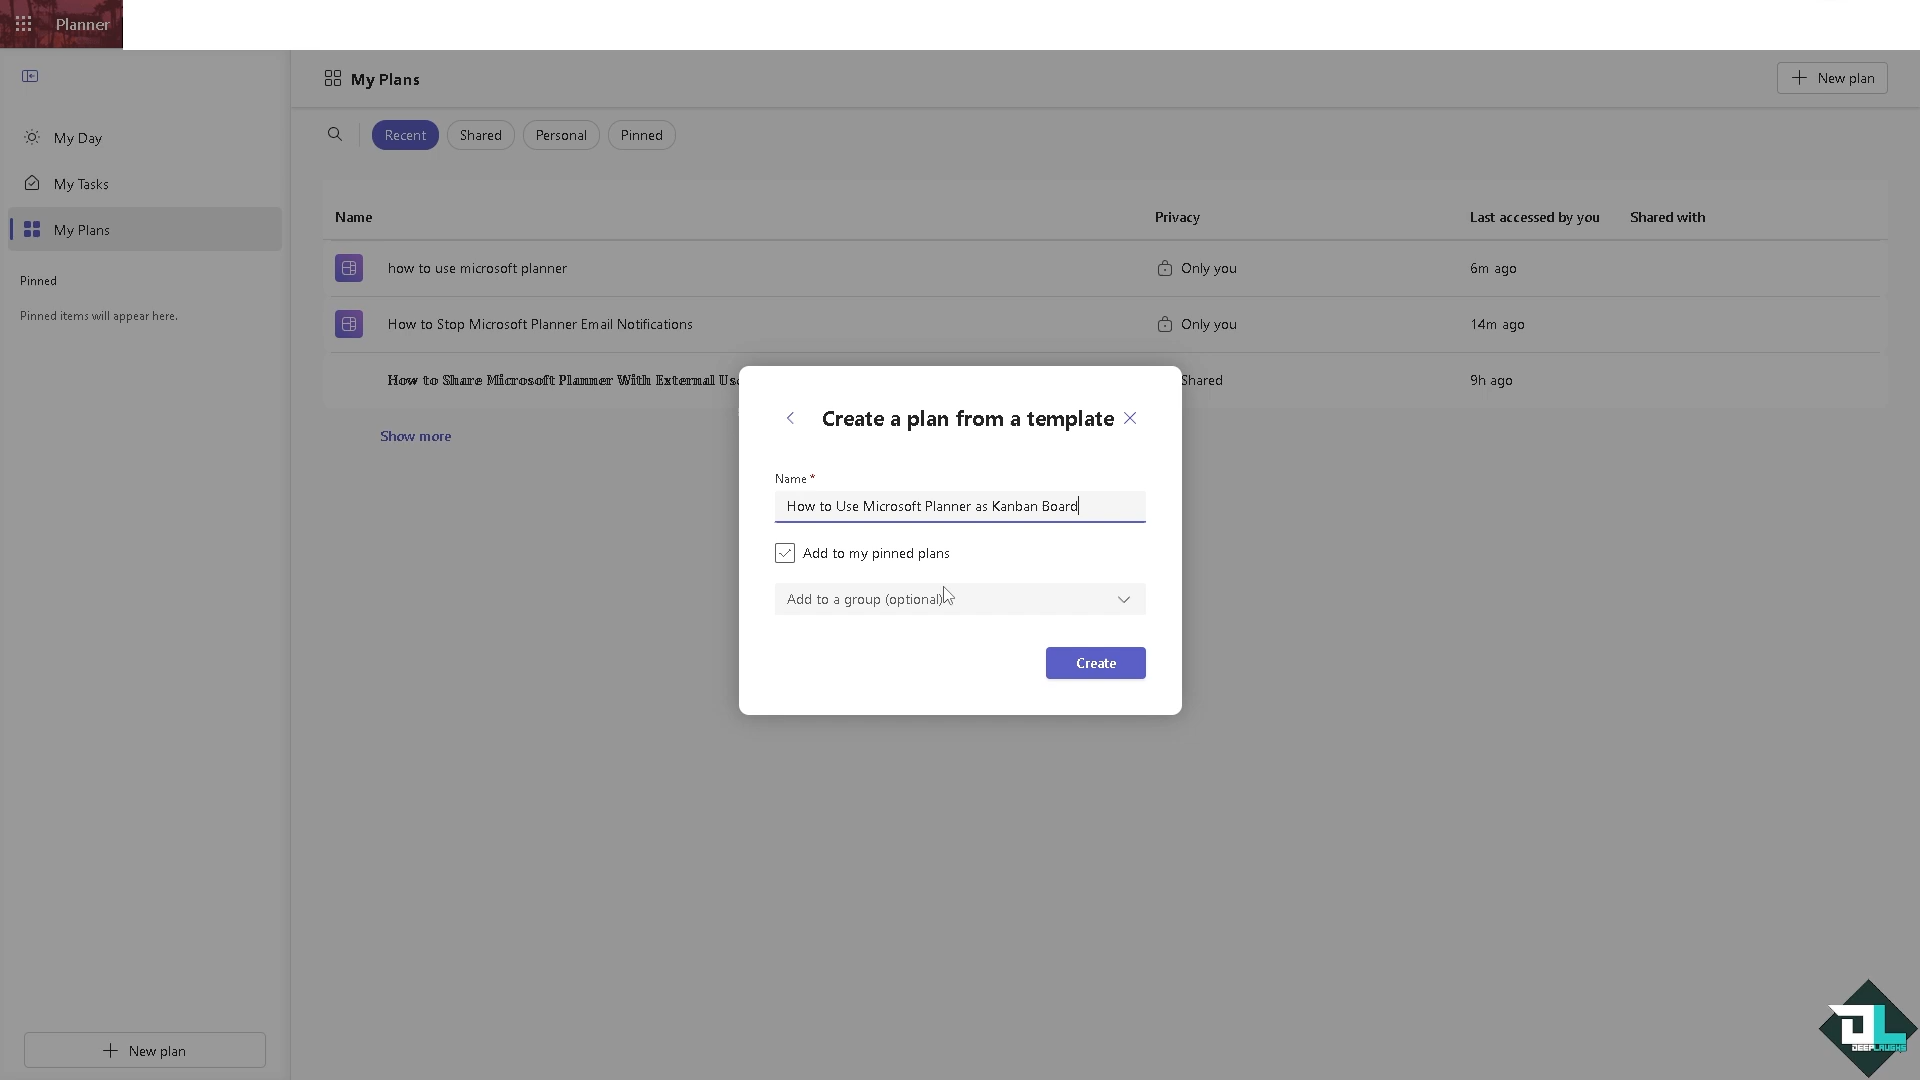 Planner
My Plans
New plan
My Day
My Tasks
My Plans
Pinned
Pinned items will appear here.
Recent
Shared
Personal
Pinned
Name
Privacy
Last accessed by you
Shared with
how to use microsoft planner
Only you
6m ago
How to Stop Microsoft Planner Email Notifications
Only you
14m ago
How to Share Microsoft Planner With External
Shared
9h ago
Show more
Create a plan from a template
Name *
How to Use Microsoft Planner as Kanban Board
Add to my pinned plans
Add to a group (optional)
Create
New plan
DL
DEEPLAUGHS